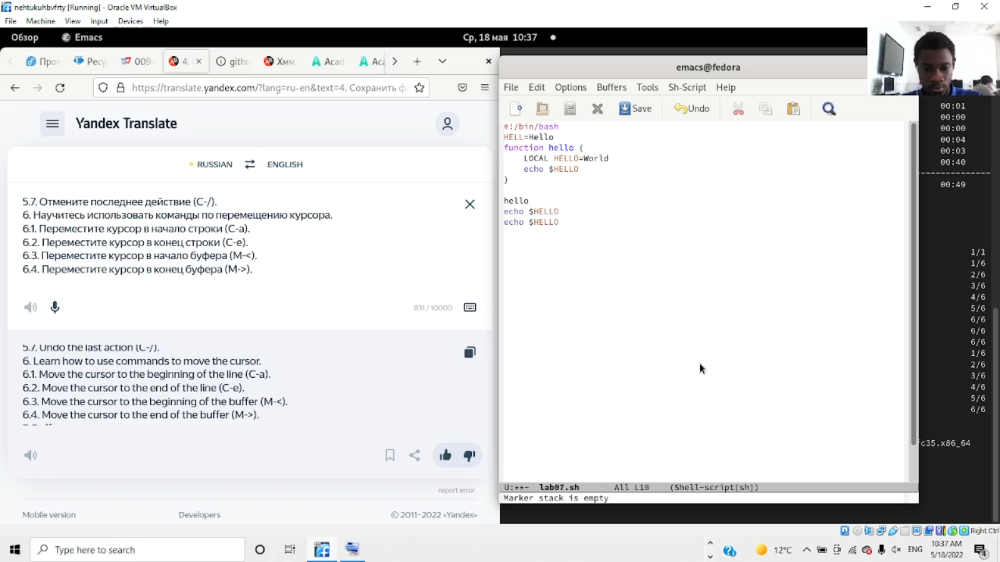 nehtukuhbvfrty [Running] - Oracle VM VirtualBox
File Machine View Input Devices Help
Обзор Emacs Ср, 18 мая 10:37
Прое Ресу 009- 4. githu Хмм. Acad Aca
https://translate.yandex.com/?lang=ru-en&text=4. Сохранить ф
Yandex Translate
RUSSIAN ENGLISH
5.7. Отмените последнее действие (C-/).
6. Научитесь использовать команды по перемещению курсора.
6.1. Переместите курсор в начало строки (C-a).
6.2. Переместите курсор в конец строки (C-e).
6.3. Переместите курсор в начало буфера (M-<).
6.4. Переместите курсор в конец буфера (M->).
831/10000
5.7. Undo the last action (C-/).
6. Learn how to use commands to move the cursor.
6.1. Move the cursor to the beginning of the line (C-a).
6.2. Move the cursor to the end of the line (C-e).
6.3. Move the cursor to the beginning of the buffer (M-<).
6.4. Move the cursor to the end of the buffer (M->).
report error
Mobile version Developers © 2011–2022 «Yandex»
emacs@fedora
File Edit Options Buffers Tools Sh-Script Help
Save Undo
#!/bin/bash
HELL=Hello
function hello {
LOCAL HELLO=World
echo $HELLO
}
hello
echo $HELLO
echo $HELLO
U:**- lab07.sh All L10 (Shell-script[sh])
Marker stack is empty
00:01
00:00
00:00
00:04
00:03
00:40
00:49
1/1
1/6
2/6
3/6
4/6
5/6
6/6
6/6
6/6
1/6
2/6
3/6
4/6
5/6
6/6
fc35.x86_64
Right Ctrl
Type here to search
12°C ENG 10:37 AM
5/18/2022
4